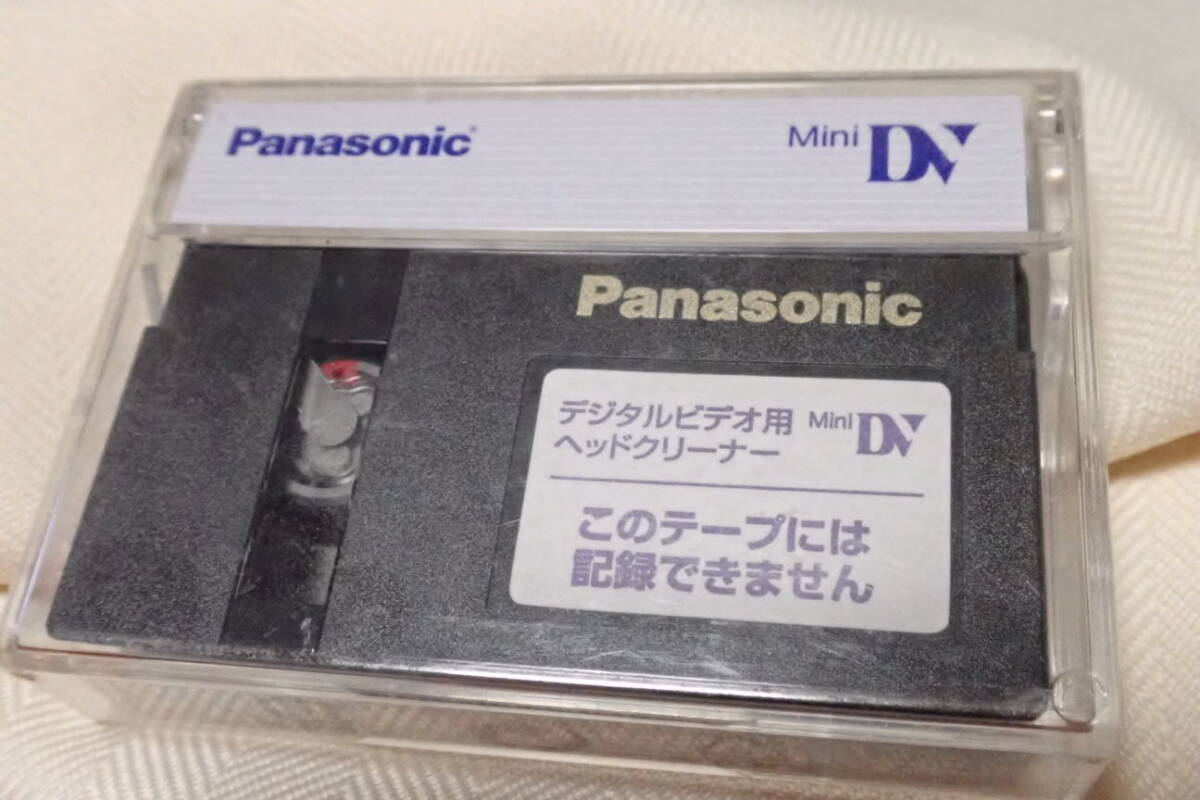 Panasonic
Mini DV
Panasonic
デジタルビデオ用 Mini DV
ヘッドクリーナー
このテープには
記録できません